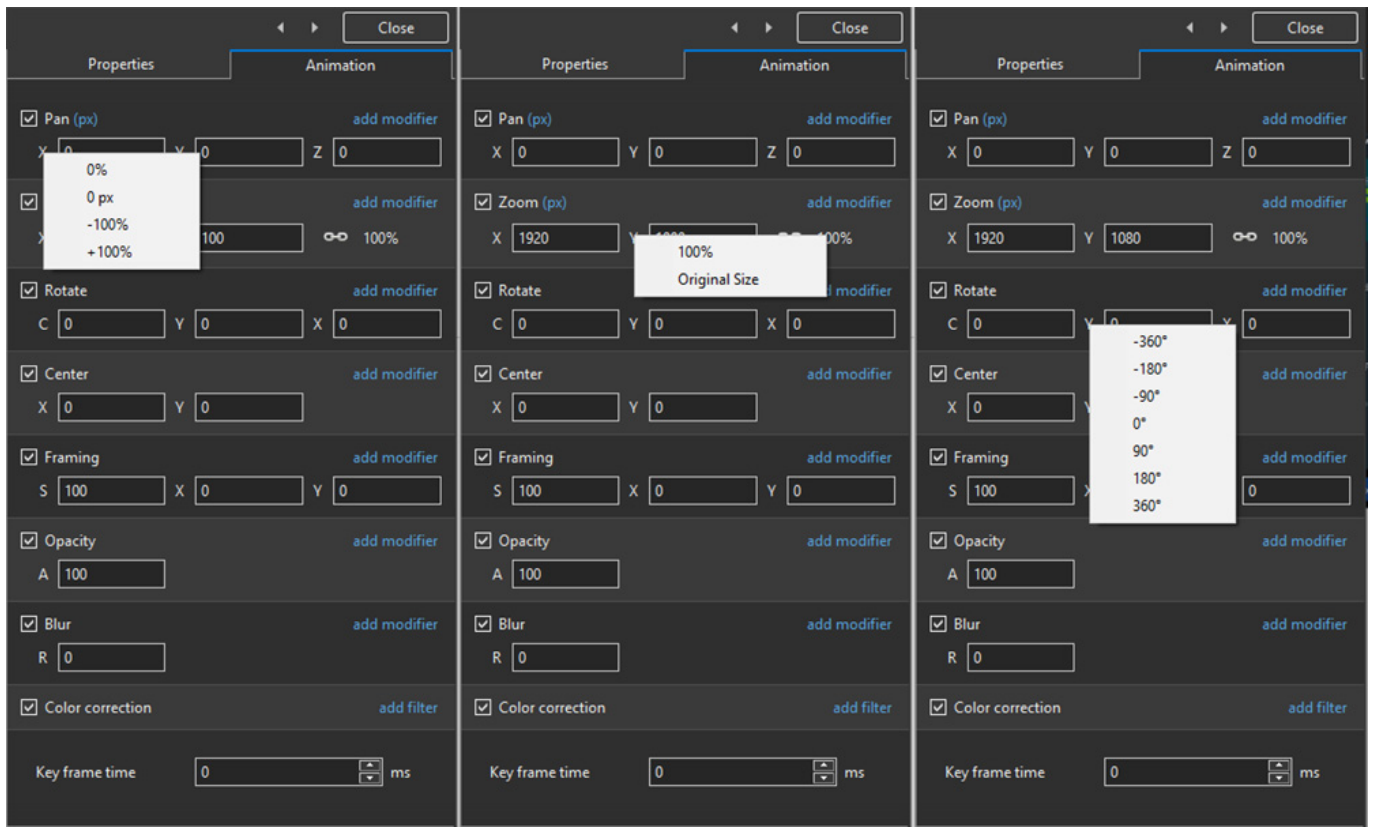 Close
Properties Animation
Pan (px) add modifier
X 0 Y 0 Z 0
0%
0 px
-100%
+100%
add modifier
100 100%
Rotate add modifier
C 0 Y 0 X 0
Center add modifier
X 0 Y 0
Framing add modifier
S 100 X 0 Y 0
Opacity add modifier
A 100
Blur add modifier
R 0
Color correction add filter
Key frame time 0 ms
Close
Properties Animation
Pan (px) add modifier
X 0 Y 0 Z 0
Zoom (px) add modifier
X 1920 100%
100%
Original Size
Rotate modifier
C 0 Y 0 X 0
Center add modifier
X 0 Y 0
Framing add modifier
S 100 X 0 Y 0
Opacity add modifier
A 100
Blur add modifier
R 0
Color correction add filter
Key frame time 0 ms
Close
Properties Animation
Pan (px) add modifier
X 0 Y 0 Z 0
Zoom (px) add modifier
X 1920 Y 1080 100%
Rotate add modifier
C 0 Y 0 X 0
-360°
-180°
-90°
0°
90°
180°
360°
Center add modifier
X 0
Framing add modifier
S 100 0
Opacity add modifier
A 100
Blur add modifier
R 0
Color correction add filter
Key frame time 0 ms